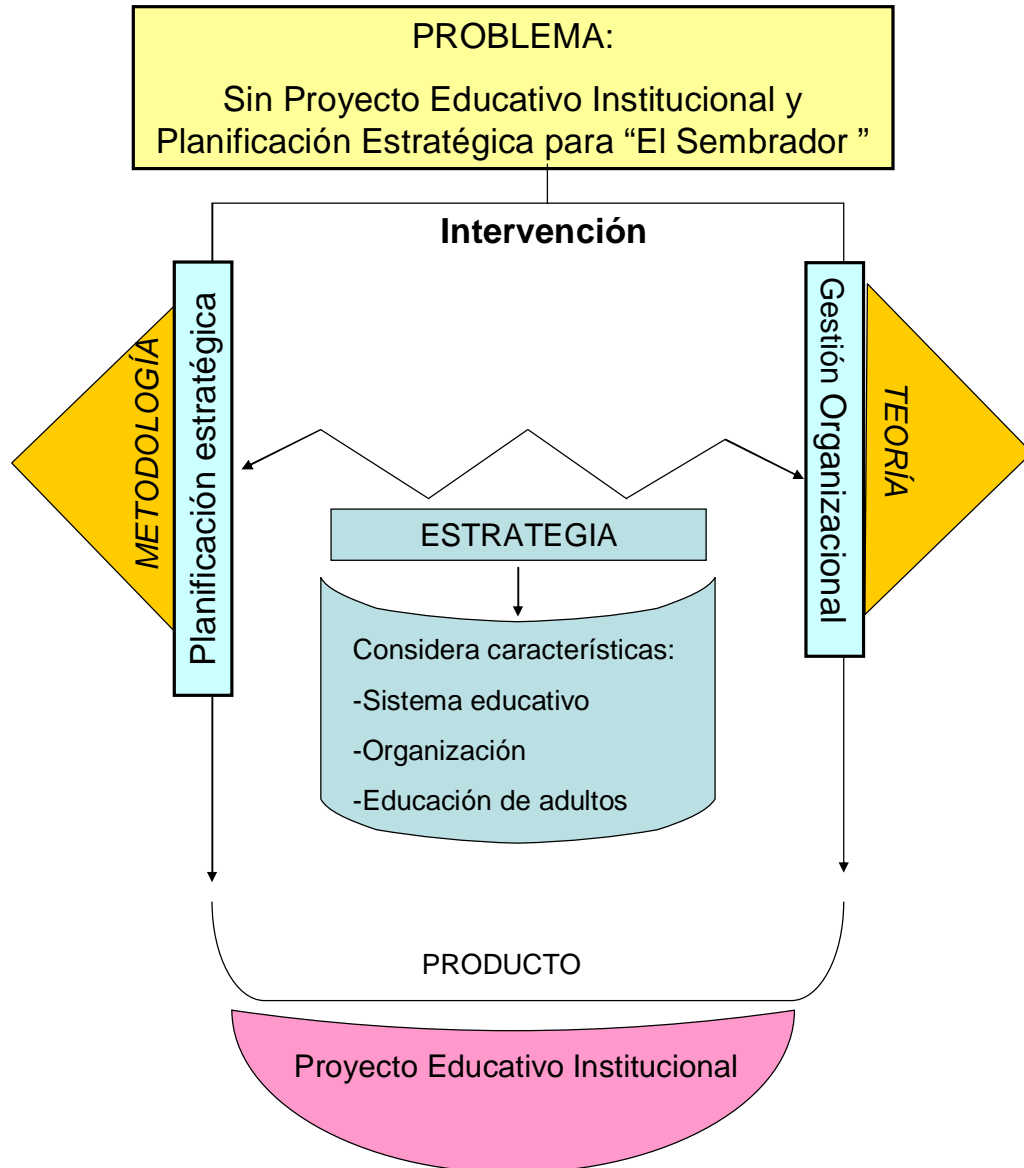 PROBLEMA:
Sin Proyecto Educativo Institucional y
Planificación Estratégica para “El Sembrador ”
Intervención
METODOLOGÍA
Planificación estratégica
Gestión Organizacional
TEORÍA
ESTRATEGIA
Considera características:
-Sistema educativo
-Organización
-Educación de adultos
PRODUCTO
Proyecto Educativo Institucional